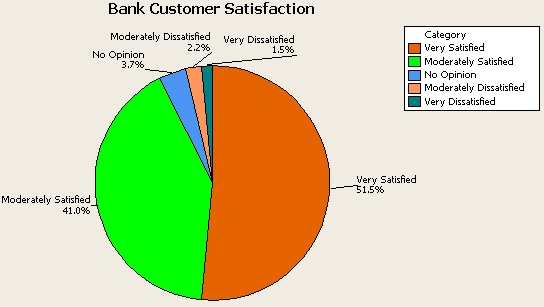 Bank Customer Satisfaction
Moderately Dissatisfied
2.2%
Very Dissatisfied
1.5%
No Opinion
3.7%
Moderately Satisfied
41.0%
Very Satisfied
51.5%
Category
Very Satisfied
Moderately Satisfied
No Opinion
Moderately Dissatisfied
Very Dissatisfied